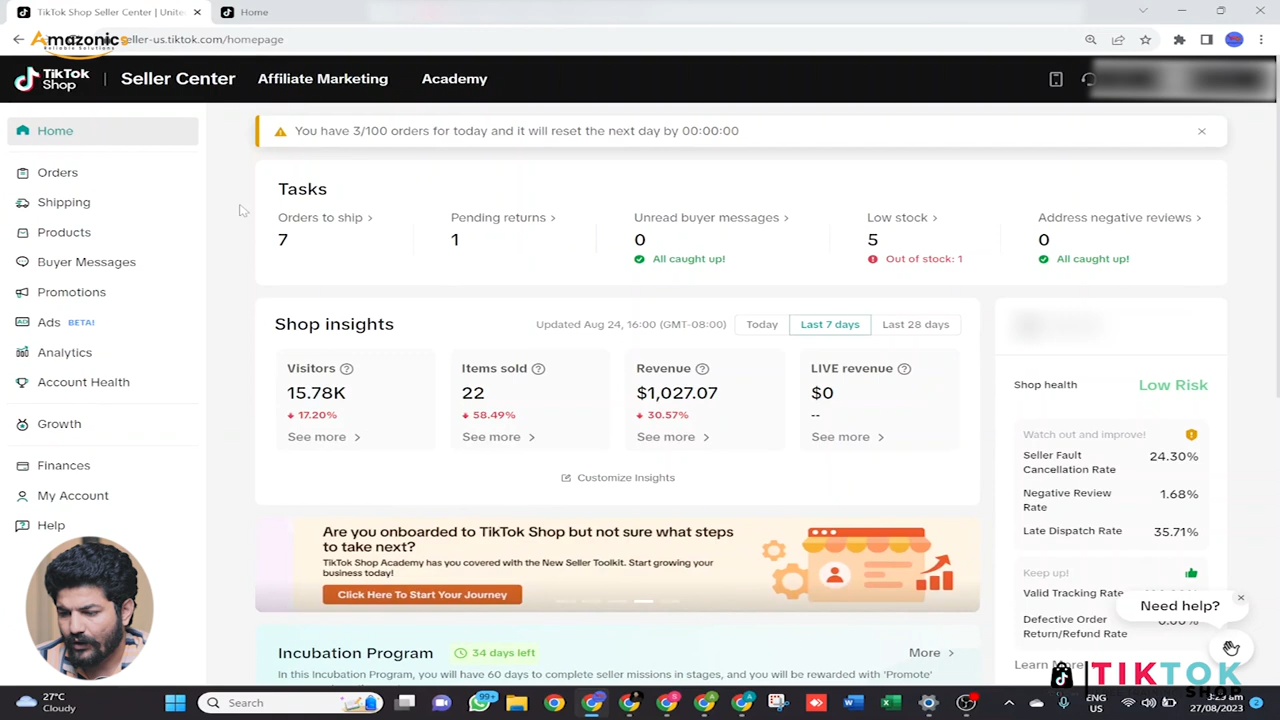 TikTok Shop Seller Center | Unite
Home
Amazonics
Reliable Solutions
eller-us.tiktok.com/homepage
TikTok
Shop
Seller Center
Affiliate Marketing
Academy
Home
Orders
Shipping
Products
Buyer Messages
Promotions
Ads BETA!
Analytics
Account Health
Growth
Finances
My Account
Help
You have 3/100 orders for today and it will reset the next day by 00:00:00
Tasks
Orders to ship >
7
Pending returns >
1
Unread buyer messages >
0
All caught up!
Low stock >
5
Out of stock: 1
Address negative reviews >
0
All caught up!
Shop insights
Updated Aug 24, 16:00 (GMT-08:00)
Today
Last 7 days
Last 28 days
Visitors
15.78K
17.20%
See more >
Items sold
22
58.49%
See more >
Revenue
$1,027.07
30.57%
See more >
LIVE revenue
$0
--
See more >
Customize Insights
Are you onboarded to TikTok Shop but not sure what steps
to take next?
TikTok Shop Academy has you covered with the New Seller Toolkit. Start growing your
business today!
Click Here To Start Your Journey
Incubation Program
34 days left
More >
In this Incubation Program, you will have 60 days to complete seller missions in stages, and you will be rewarded with 'Promote'
Shop health
Low Risk
Watch out and improve!
Seller Fault
Cancellation Rate
24.30%
Negative Review
Rate
1.68%
Late Dispatch Rate
35.71%
Keep up!
Valid Tracking Rate
Defective Order
Return/Refund Rate
Learn More
Need help?
TIKTOK
SHOP
27°C
Cloudy
Search
99+
ENG
US
27/08/2023
2